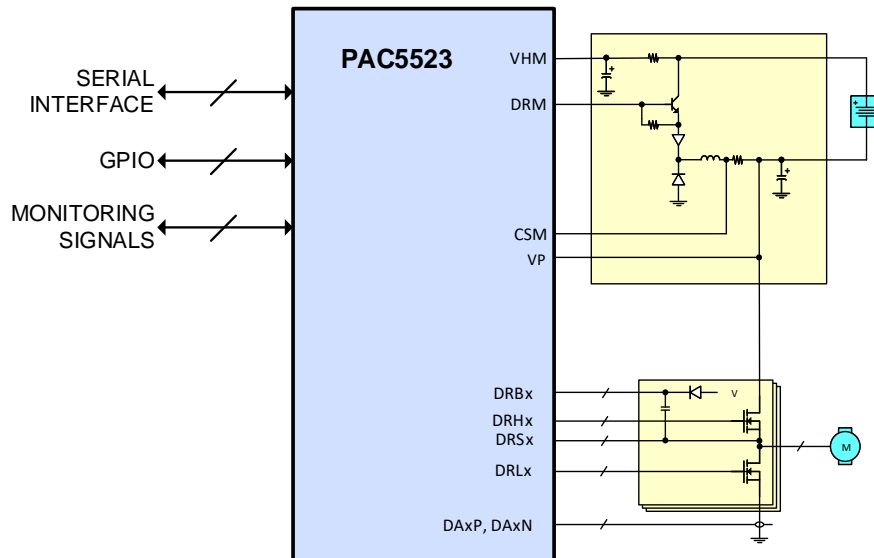 PAC5523
SERIAL
INTERFACE
GPIO
MONITORING
SIGNALS
VHM
DRM
CSM
VP
DRBx
DRHx
DRSx
DRLx
DAxP, DAxN
+
+
+
V
M